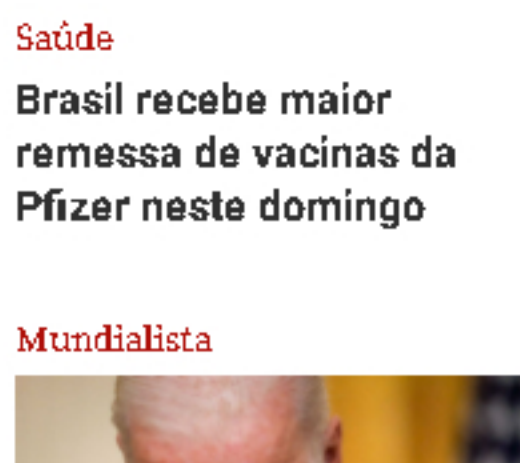 Saúde
Brasil recebe maior
remessa de vacinas da
Pfizer neste domingo
Mundialista